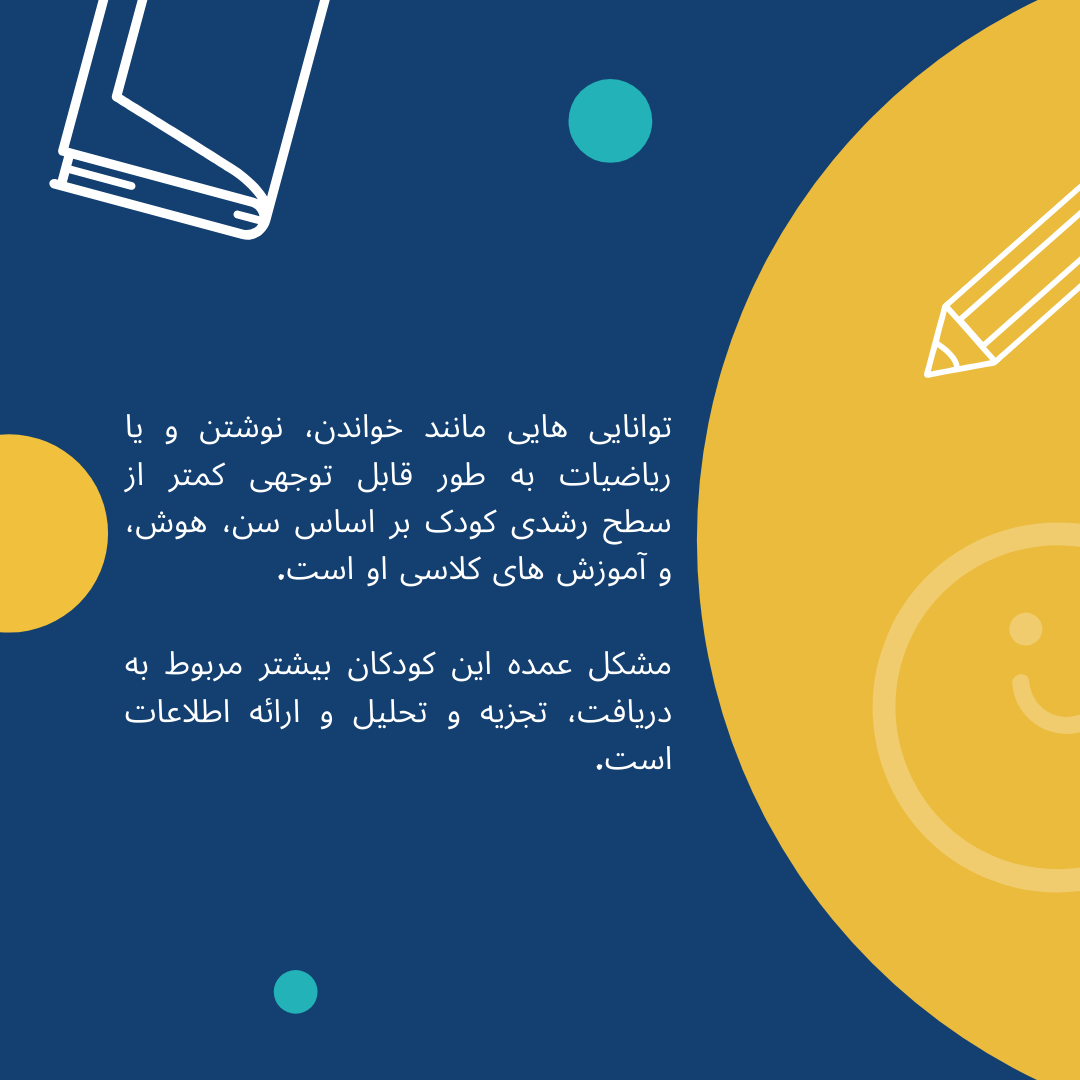 توانایی هایی مانند خواندن، نوشتن و یا
ریاضیات به طور قابل توجهی کمتر از
سطح رشدی کودک بر اساس سن، هوش،
و آموزش های کلاسی او است.
مشکل عمده این کودکان بیشتر مربوط به
دریافت، تجزیه و تحلیل و ارائه اطلاعات
است.